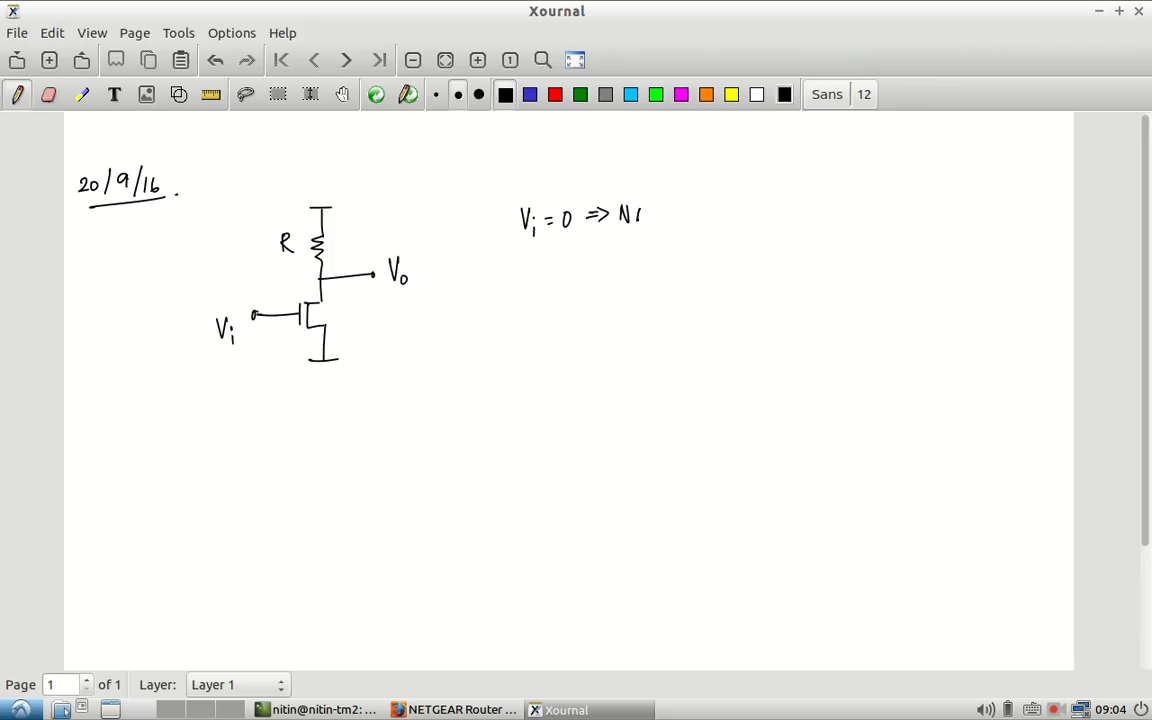 Xournal
File Edit View Page Tools Options Help
Sans 12
20/9/16.
R
V₀
Vᵢ
Vᵢ = 0 => N
Page 1 of 1 Layer: Layer 1
nitin@nitin-tm2: ... NETGEAR Router ... Xournal 09:04